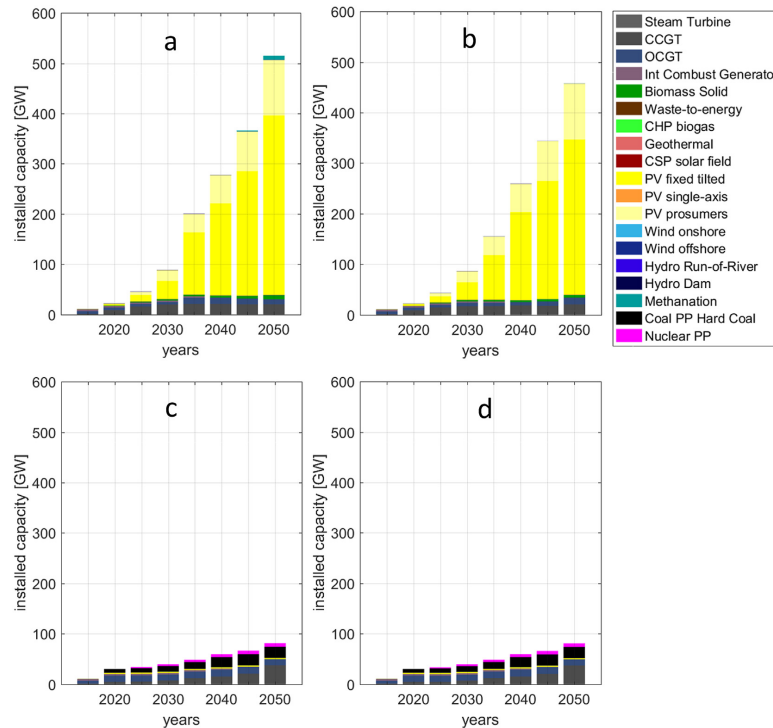 a
600
500
400
300
200
100
0
installed capacity [GW]
2020 2030 2040 2050
years
b
600
500
400
300
200
100
0
installed capacity [GW]
2020 2030 2040 2050
years
Steam Turbine
CCGT
OCGT
Int Combust Generato
Biomass Solid
Waste-to-energy
CHP biogas
Geothermal
CSP solar field
PV fixed tilted
PV single-axis
PV prosumers
Wind onshore
Wind offshore
Hydro Run-of-River
Hydro Dam
Methanation
Coal PP Hard Coal
Nuclear PP
c
600
500
400
300
200
100
0
installed capacity [GW]
2020 2030 2040 2050
years
d
600
500
400
300
200
100
0
installed capacity [GW]
2020 2030 2040 2050
years